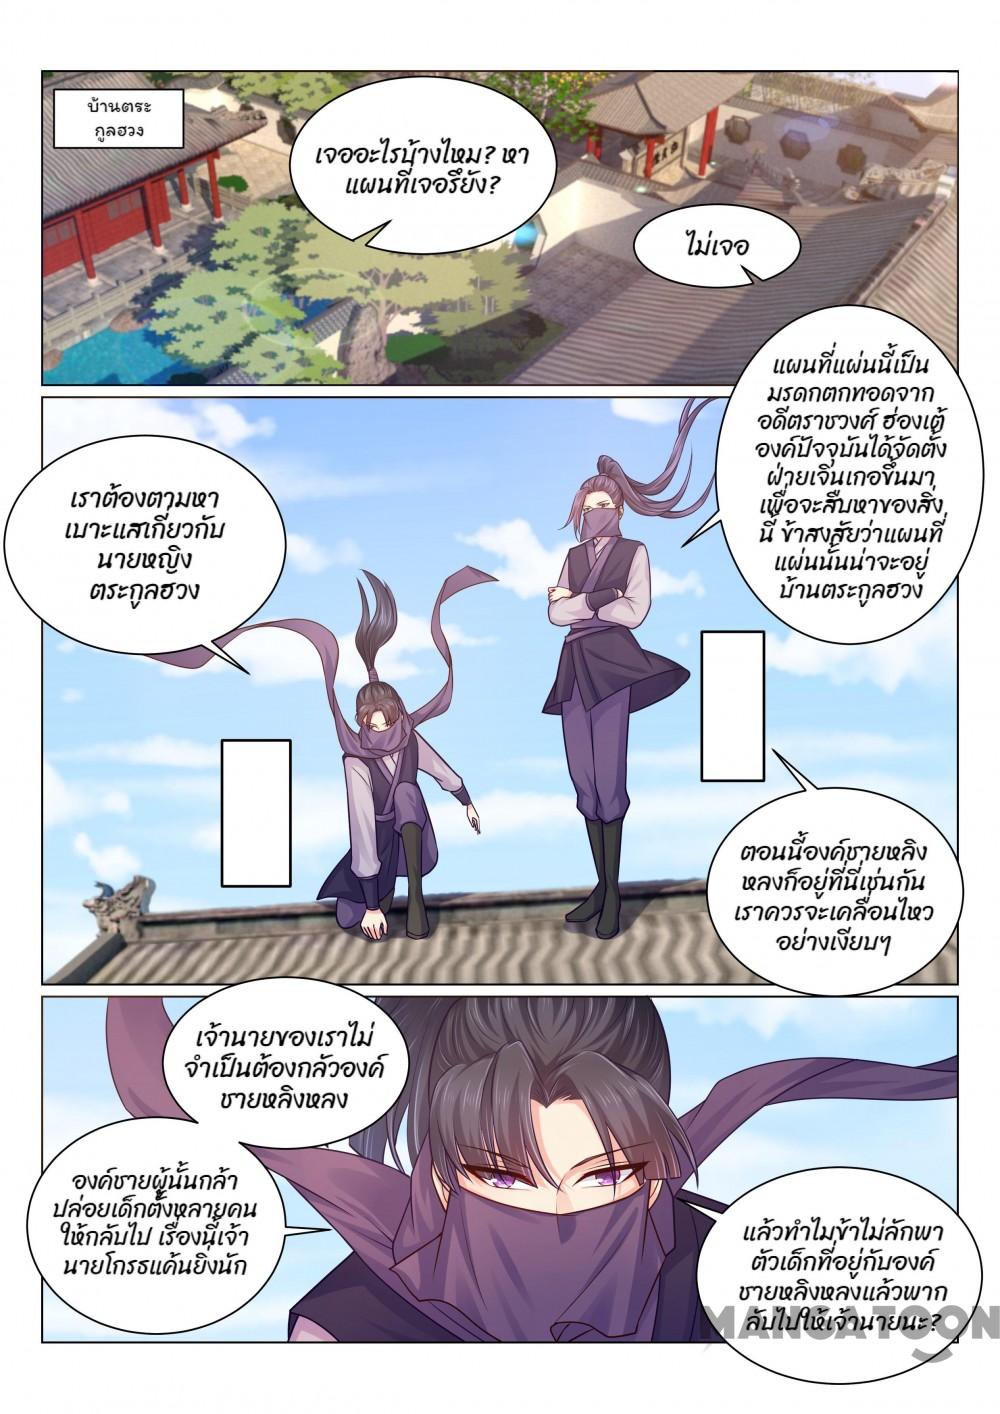 บ้านตระ
กูลฮวง
เจออะไรบ้างไหม? หา
แผนที่เจอรึยัง?
ไม่เจอ
แผนที่แผ่นนี้เป็น
มรดกตกทอดจาก
อดีตราชวงศ์ ฮ่องเต้
องค์ปัจจุบันได้จัดตั้ง
ฝ่ายเจินเกอขึ้นมา
เพื่อจะสืบหาของสิ่ง
นี้ ข้าสงสัยว่าแผนที่
แผ่นนั้นน่าจะอยู่
บ้านตระกูลฮวง
เราต้องตามหา
เบาะแสเกี่ยวกับ
นายหญิง
ตระกูลฮวง
ตอนนี้องค์ชายหลิง
หลงก็อยู่ที่นี่เช่นกัน
เราควรจะเคลื่อนไหว
อย่างเงียบๆ
เจ้านายของเราไม่
จำเป็นต้องกลัวองค์
ชายหลิงหลง
องค์ชายผู้นั้นกล้า
ปล่อยเด็กตั้งหลายคน
ให้กลับไป เรื่องนี้เจ้า
นายโกรธแค้นยิ่งนัก
แล้วทำไมข้าไม่ลักพา
ตัวเด็กที่อยู่กับองค์
ชายหลิงหลงแล้วพาก
ลับไปให้เจ้านายนะ?
MANGATOON